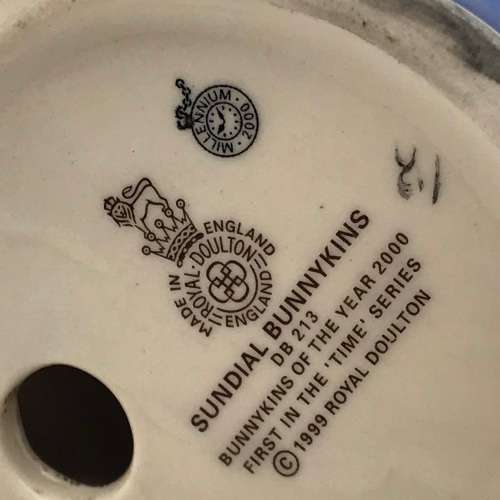 MILLENNIUM · 2000 ·
MADE IN ENGLAND
ROYAL · DOULTON
ENGLAND
SUNDIAL BUNNYKINS
DB 213
BUNNYKINS OF THE YEAR 2000
FIRST IN THE 'TIME' SERIES
© 1999 ROYAL DOULTON